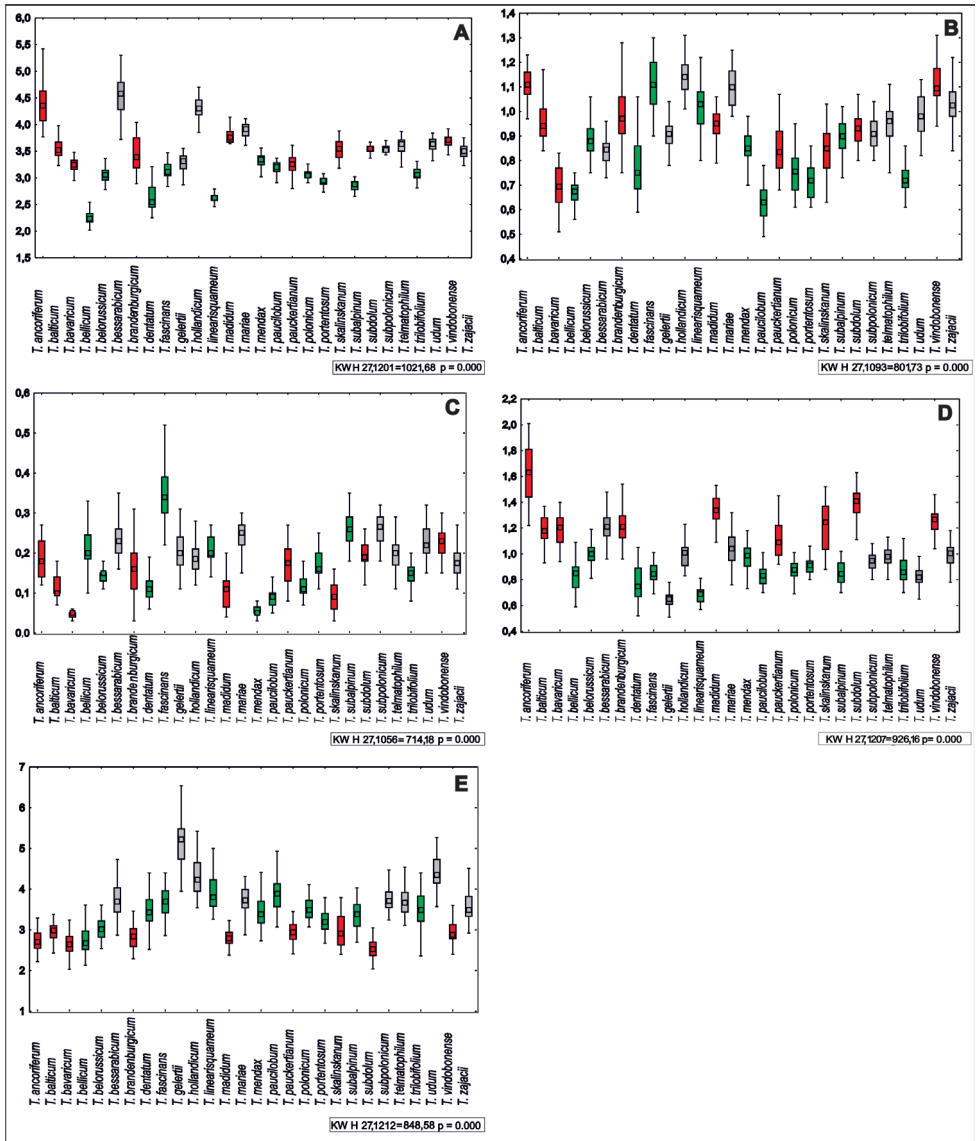 A
6,0
5,5
5,0
4,5
4,0
3,5
3,0
2,5
2,0
1,5
T. ancoriferum
T. balticum
T. bavaricum
T. bellicum
T. belorussicum
T. bessarabicum
T. brandenburgicum
T. dentatum
T. fascinans
T. gelertii
T. hollandicum
T. linearisquameum
T. madidum
T. mariae
T. mendax
T. paucilobum
T. pauckertianum
T. polonicum
T. portentosum
T. skalinskanum
T. subalpinum
T. subdolum
T. subpolonicum
T. telmatophilum
T. trilobifolium
T. udum
T. vindobonense
T. zajacii
KW H 27,1201=1021,68 p = 0.000
B
1,4
1,3
1,2
1,1
1,0
0,9
0,8
0,7
0,6
0,5
0,4
T. ancoriferum
T. balticum
T. bavaricum
T. bellicum
T. belorussicum
T. bessarabicum
T. brandenburgicum
T. dentatum
T. fascinans
T. gelertii
T. hollandicum
T. linearisquameum
T. madidum
T. mariae
T. mendax
T. paucilobum
T. pauckertianum
T. polonicum
T. portentosum
T. skalinskanum
T. subalpinum
T. subdolum
T. subpolonicum
T. telmatophilum
T. trilobifolium
T. udum
T. vindobonense
T. zajacii
KW H 27,1093=801,73 p = 0.000
C
0,6
0,5
0,4
0,3
0,2
0,1
0,0
T. ancoriferum
T. balticum
T. bavaricum
T. bellicum
T. belorussicum
T. bessarabicum
T. brandenburgicum
T. dentatum
T. fascinans
T. gelertii
T. hollandicum
T. linearisquameum
T. madidum
T. mariae
T. mendax
T. paucilobum
T. pauckertianum
T. polonicum
T. portentosum
T. skalinskanum
T. subalpinum
T. subdolum
T. subpolonicum
T. telmatophilum
T. trilobifolium
T. udum
T. vindobonense
T. zajacii
KW H 27,1056= 714,18 p = 0.000
D
2,2
2,0
1,8
1,6
1,4
1,2
1,0
0,8
0,6
0,4
T. ancoriferum
T. balticum
T. bavaricum
T. bellicum
T. belorussicum
T. bessarabicum
T. brandenburgicum
T. dentatum
T. fascinans
T. gelertii
T. hollandicum
T. linearisquameum
T. madidum
T. mariae
T. mendax
T. paucilobum
T. pauckertianum
T. polonicum
T. portentosum
T. skalinskanum
T. subalpinum
T. subdolum
T. subpolonicum
T. telmatophilum
T. trilobifolium
T. udum
T. vindobonense
T. zajacii
KW H 27,1207=926,16 p= 0.000
E
7
6
5
4
3
2
1
T. ancoriferum
T. balticum
T. bavaricum
T. bellicum
T. belorussicum
T. bessarabicum
T. brandenburgicum
T. dentatum
T. fascinans
T. gelertii
T. hollandicum
T. linearisquameum
T. madidum
T. mariae
T. mendax
T. paucilobum
T. pauckertianum
T. polonicum
T. portentosum
T. skalinskanum
T. subalpinum
T. subdolum
T. subpolonicum
T. telmatophilum
T. trilobifolium
T. udum
T. vindobonense
T. zajacii
KW H 27,1212=848,58 p = 0.000